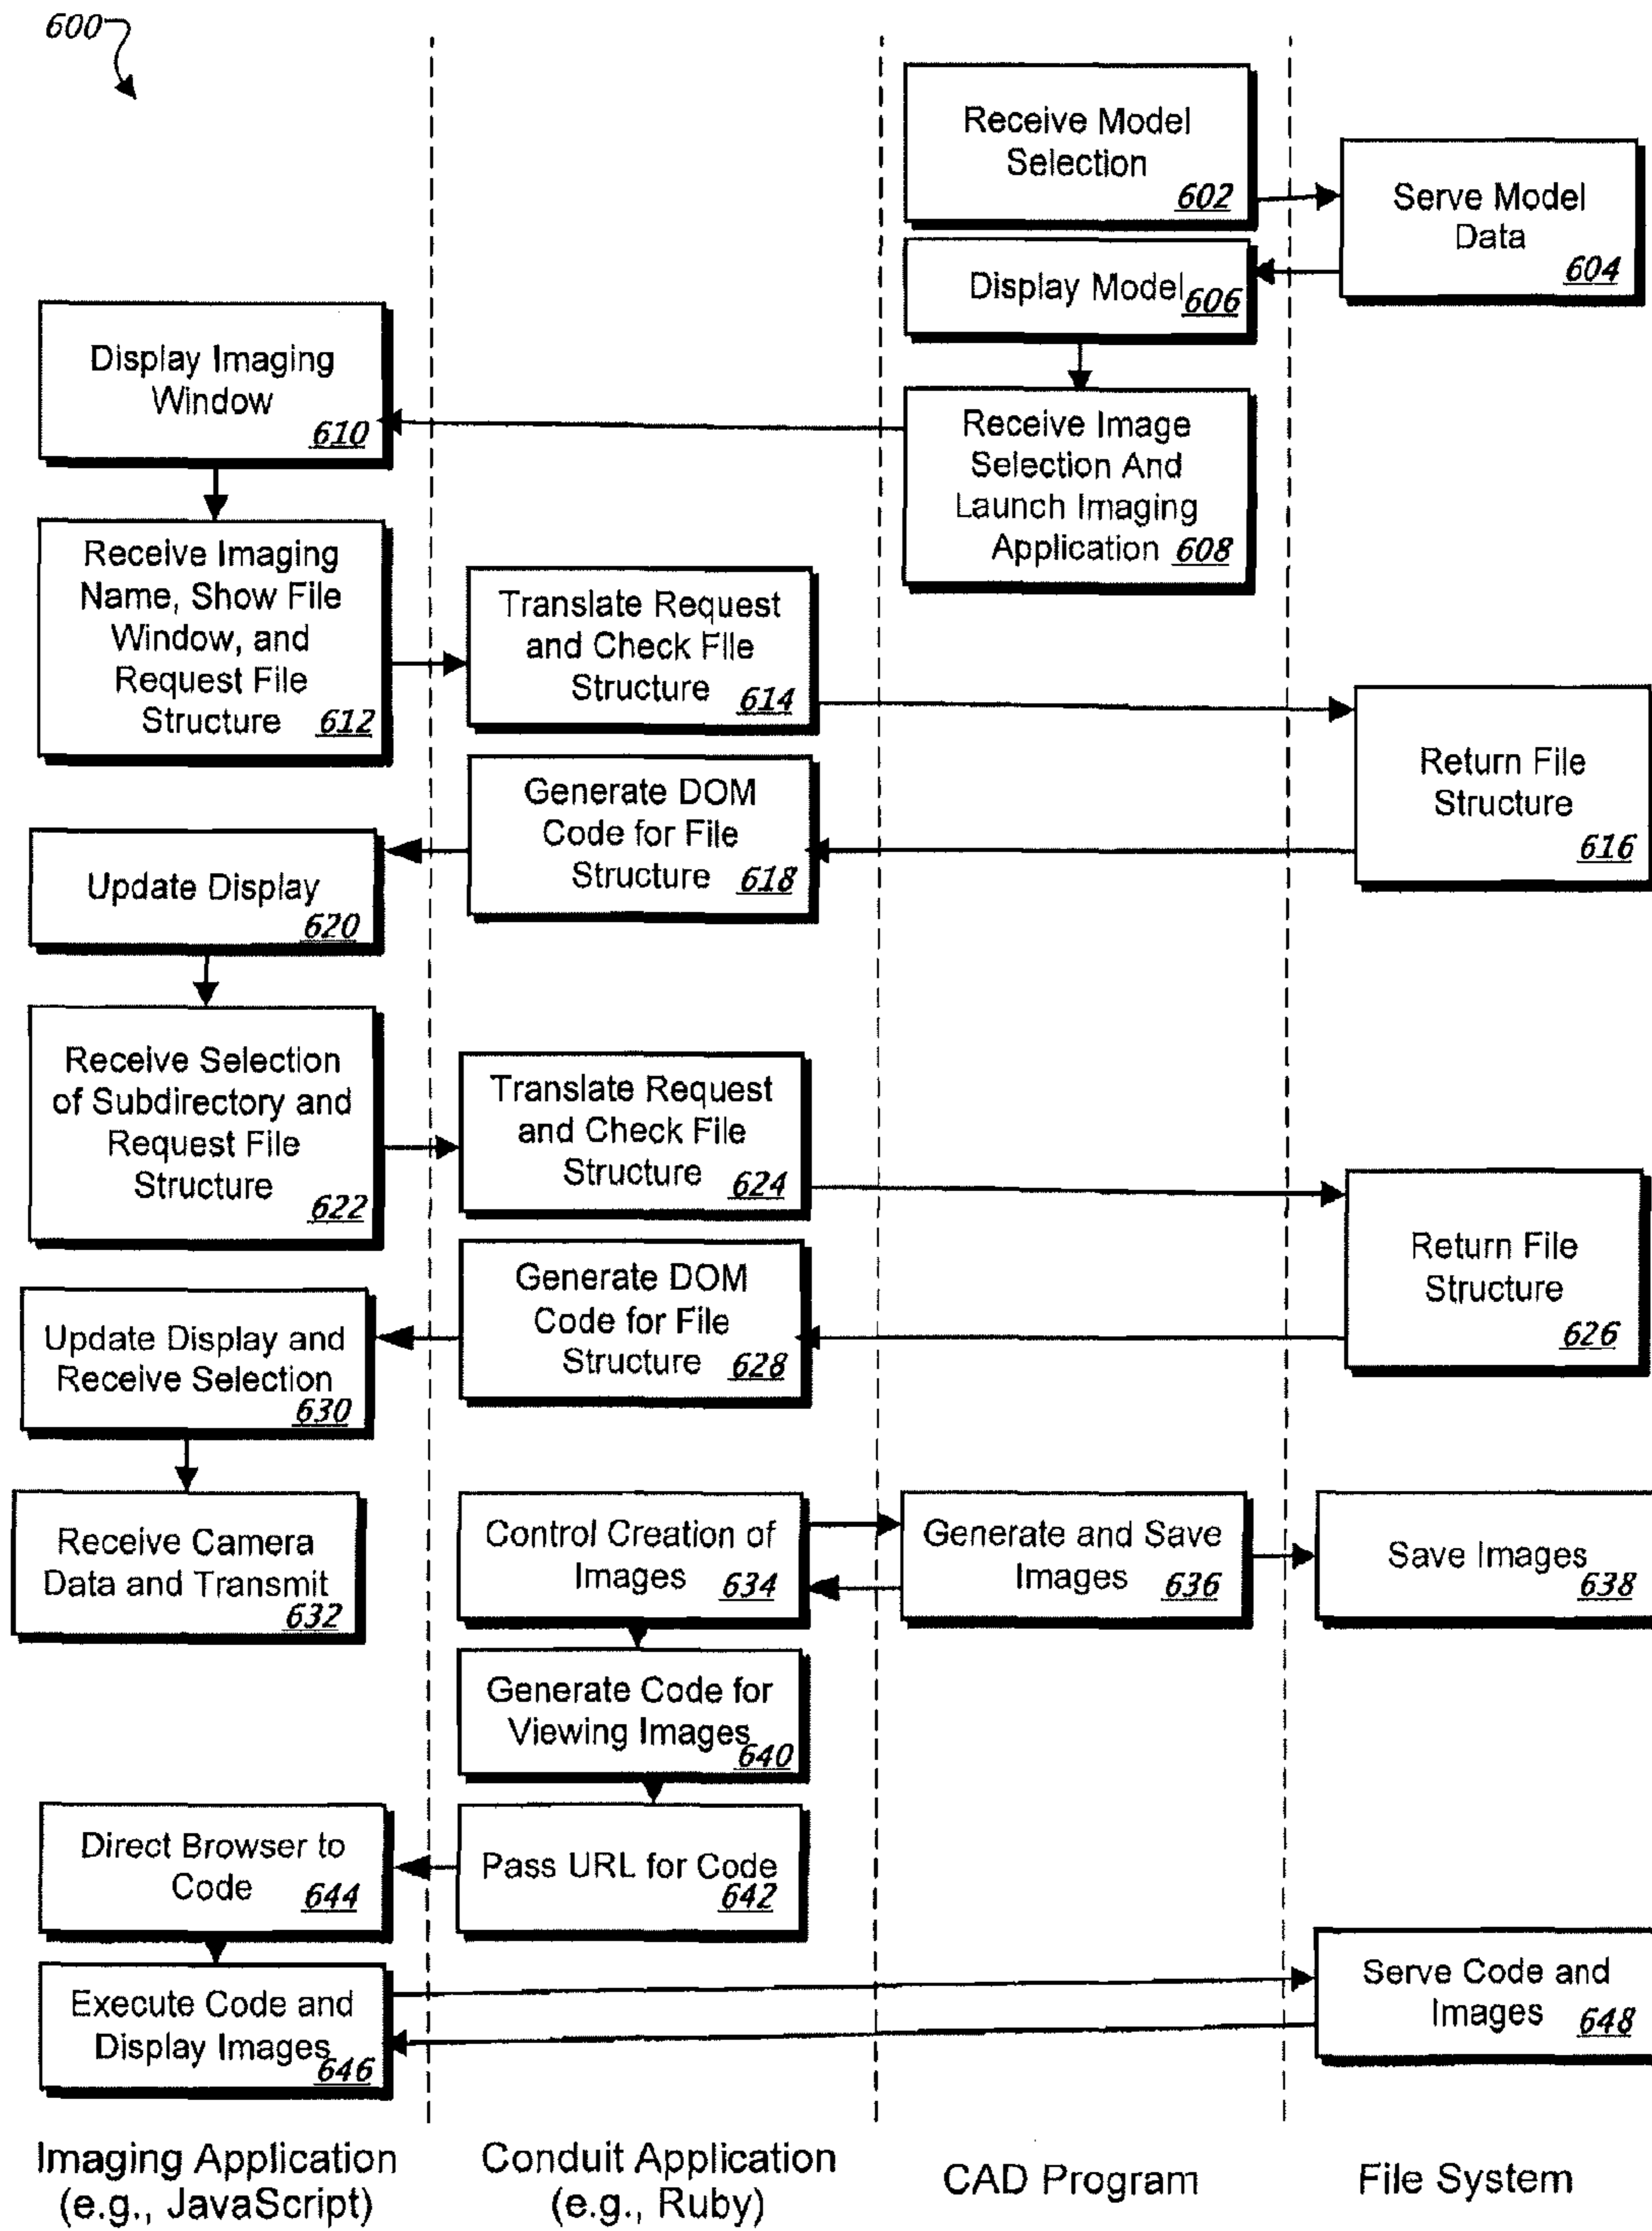 600
Receive Model
Selection
602
Serve Model
Data
604
Display Model
606
Display Imaging
Window
610
Receive Image
Selection And
Launch Imaging
Application 608
Receive Imaging
Name, Show File
Window, and
Request File
Structure 612
Translate Request
and Check File
Structure 614
Return File
Structure
616
Generate DOM
Code for File
Structure 618
Update Display
620
Receive Selection
of Subdirectory and
Request File
Structure
622
Translate Request
and Check File
Structure 624
Return File
Structure
626
Generate DOM
Code for File
Structure 628
Update Display and
Receive Selection
630
Receive Camera
Data and Transmit
632
Control Creation of
Images 634
Generate and Save
Images 636
Save Images
638
Generate Code for
Viewing Images
640
Pass URL for Code
642
Direct Browser to
Code 644
Execute Code and
Display Images
646
Serve Code and
Images 648
Imaging Application
(e.g., JavaScript)
Conduit Application
(e.g., Ruby)
CAD Program
File System